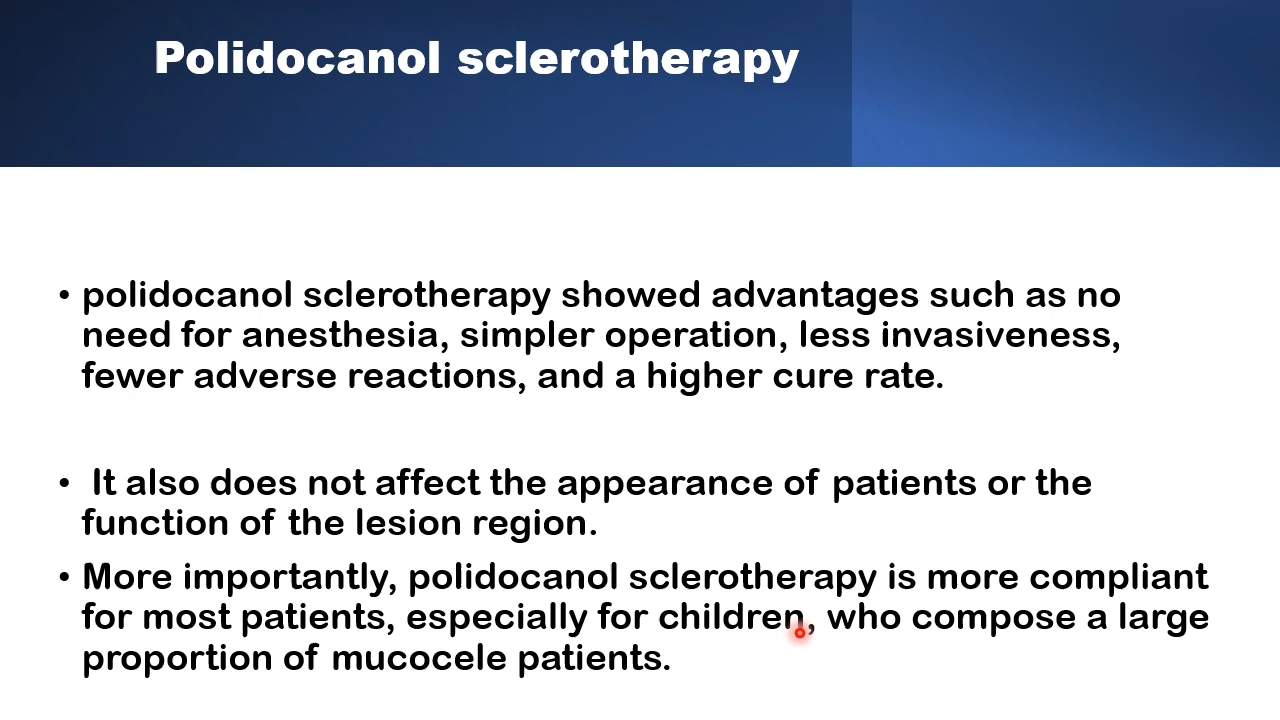 Polidocanol sclerotherapy
• polidocanol sclerotherapy showed advantages such as no
need for anesthesia, simpler operation, less invasiveness,
fewer adverse reactions, and a higher cure rate.
• It also does not affect the appearance of patients or the
function of the lesion region.
• More importantly, polidocanol sclerotherapy is more compliant
for most patients, especially for children, who compose a large
proportion of mucocele patients.